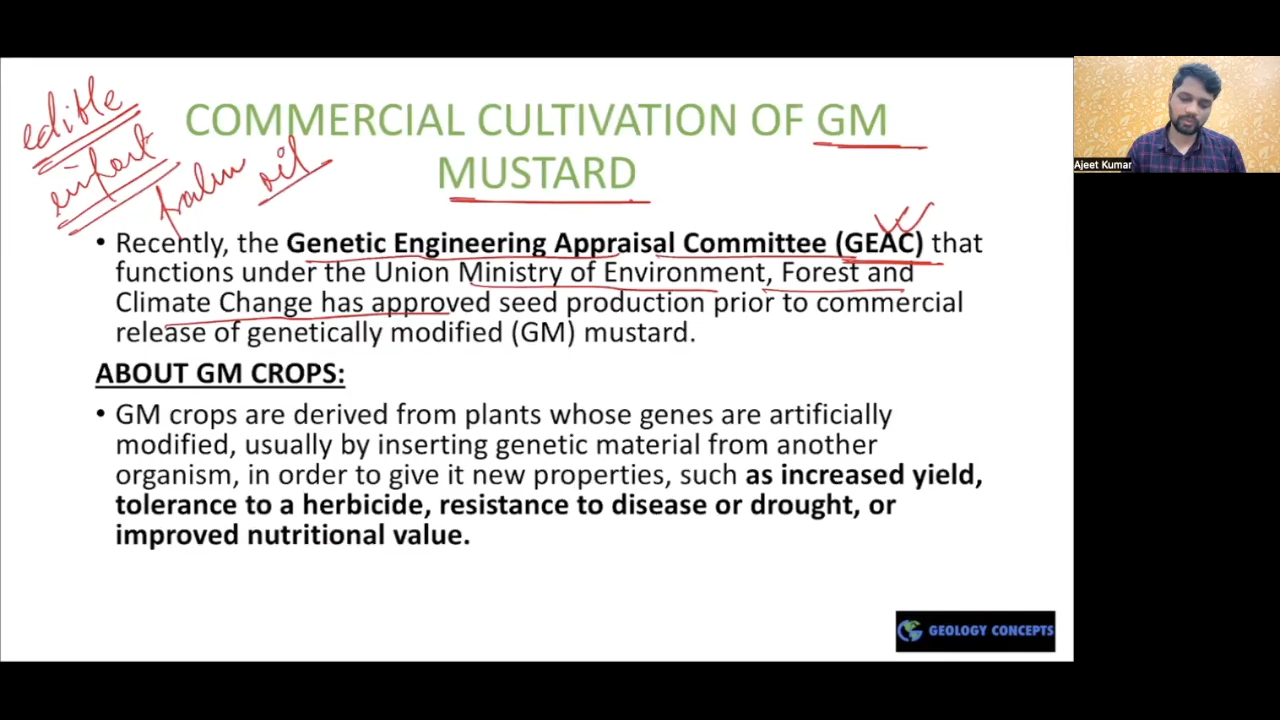 edible
import
palm oil
COMMERCIAL CULTIVATION OF GM
MUSTARD
• Recently, the Genetic Engineering Appraisal Committee (GEAC) that
functions under the Union Ministry of Environment, Forest and
Climate Change has approved seed production prior to commercial
release of genetically modified (GM) mustard.
ABOUT GM CROPS:
• GM crops are derived from plants whose genes are artificially
modified, usually by inserting genetic material from another
organism, in order to give it new properties, such as increased yield,
tolerance to a herbicide, resistance to disease or drought, or
improved nutritional value.
GEOLOGY CONCEPTS
Ajeet Kumar